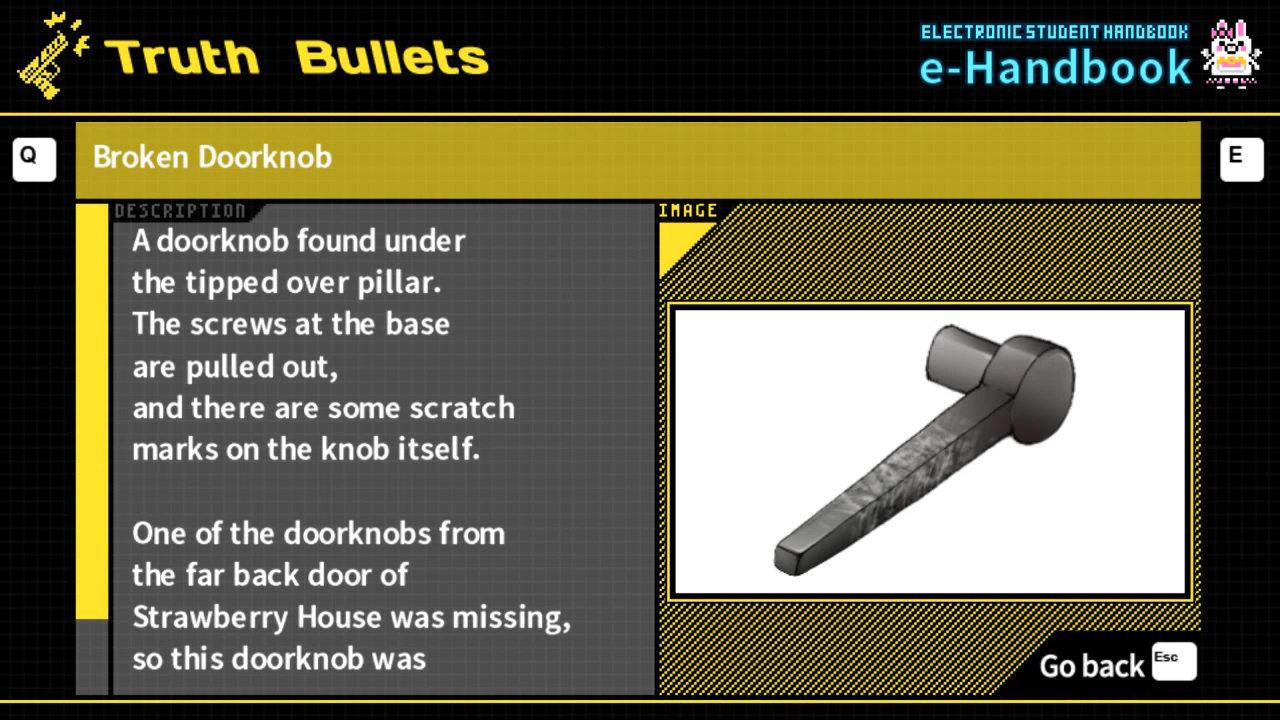 Truth Bullets
ELECTRONIC STUDENT HANDBOOK
e-Handbook
Q
Broken Doorknob
E
DESCRIPTION
IMAGE
A doorknob found under
the tipped over pillar.
The screws at the base
are pulled out,
and there are some scratch
marks on the knob itself.
One of the doorknobs from
the far back door of
Strawberry House was missing,
so this doorknob was
Go back Esc